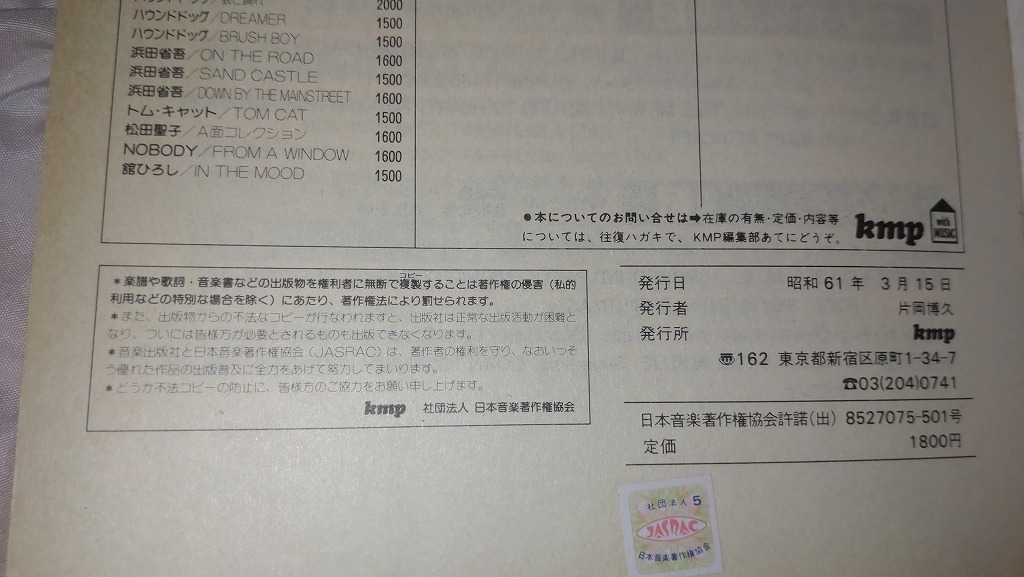 2000
ハウンドドッグ/DREAMER 1500
ハウンドドッグ/BRUSH BOY 1500
浜田省吾/ON THE ROAD 1600
浜田省吾/SAND CASTLE 1500
浜田省吾/DOWN BY THE MAINSTREET 1600
トム・キャット/TOM CAT 1500
松田聖子/A面コレクション 1600
NOBODY/FROM A WINDOW 1600
舘ひろし/IN THE MOOD 1500
●本についてのお問い合せは➡在庫の有無・定価・内容等
については、往復ハガキで、KMP編集部あてにどうぞ。
kmp
with
MUSIC
コピー
*楽譜や歌詞・音楽書などの出版物を権利者に無断で複製することは著作権の侵害(私的
利用などの特別な場合を除く)にあたり、著作権法により罰せられます。
*また、出版物からの不法なコピーが行なわれますと、出版社は正常な出版活動が困難と
なり、ついには皆様方が必要とされるものも出版できなくなります。
*音楽出版社と日本音楽著作権協会(JASRAC)は、著作者の権利を守り、なおいっそ
う優れた作品の出版普及に全力をあげて努力してまいります。
*どうか不法コピーの防止に、皆様方のご協力をお願い申し上げます。
kmp 社団法人 日本音楽著作権協会
発行日 昭和61年 3月15日
発行者 片岡博久
発行所 kmp
〠162 東京都新宿区原町1-34-7
☎03(204)0741
日本音楽著作権協会許諾(出) 8527075-501号
定価 1800円
社団法人 5
JASRAC
日本音楽著作権協会